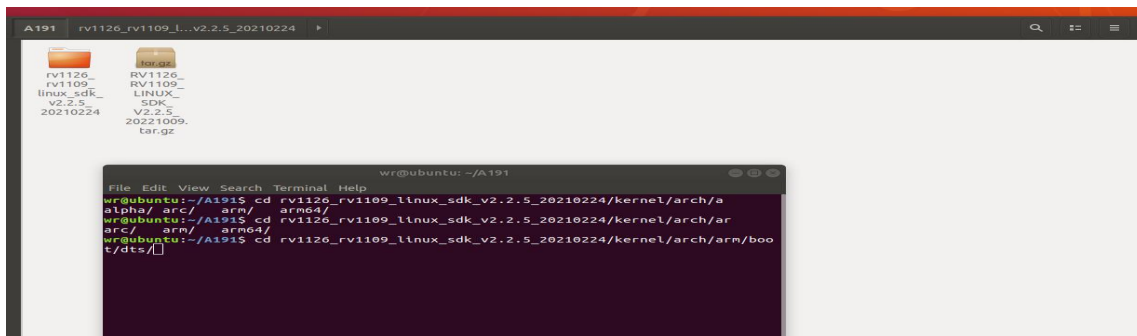 A191 rv1126_rv1109_l...v2.2.5_20210224
tar.gz
rv1126_
rv1109_
linux_sdk_
v2.2.5_
20210224
RV1126_
RV1109_
LINUX_
SDK_
V2.2.5_
20221009.
tar.gz
wr@ubuntu: ~/A191
File Edit View Search Terminal Help
wr@ubuntu:~/A191$ cd rv1126_rv1109_linux_sdk_v2.2.5_20210224/kernel/arch/a
alpha/ arc/ arm/ arm64/
wr@ubuntu:~/A191$ cd rv1126_rv1109_linux_sdk_v2.2.5_20210224/kernel/arch/ar
arc/ arm/ arm64/
wr@ubuntu:~/A191$ cd rv1126_rv1109_linux_sdk_v2.2.5_20210224/kernel/arch/arm/boo
t/dts/